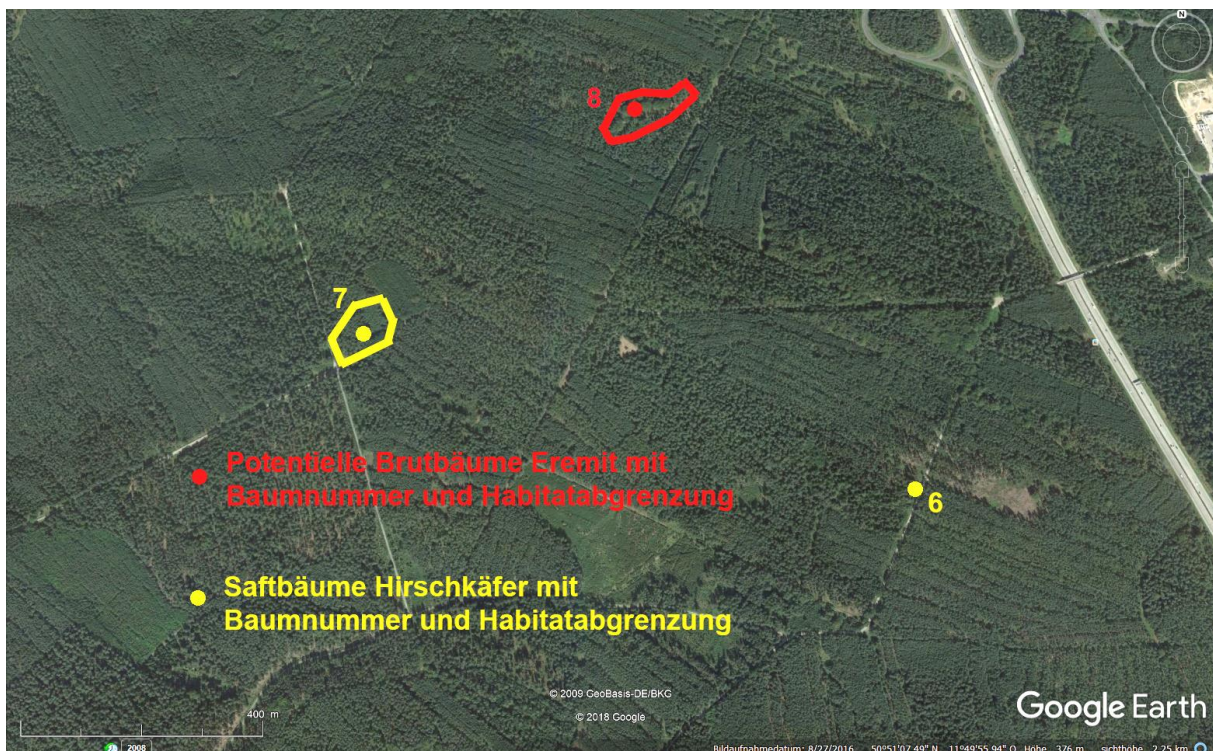 N
8
7
Potentielle Brutbäume Eremit mit
Baumnummer und Habitatabgrenzung
6
Saftbäume Hirschkäfer mit
Baumnummer und Habitatabgrenzung
© 2009 GeoBasis-DE/BKG
400 m
© 2018 Google
Google Earth
2008
Bildaufnahmedatum: 8/27/2016 50°51'07.49" N 11°49'55.94" O Höhe 376 m sichthöhe 2.25 km